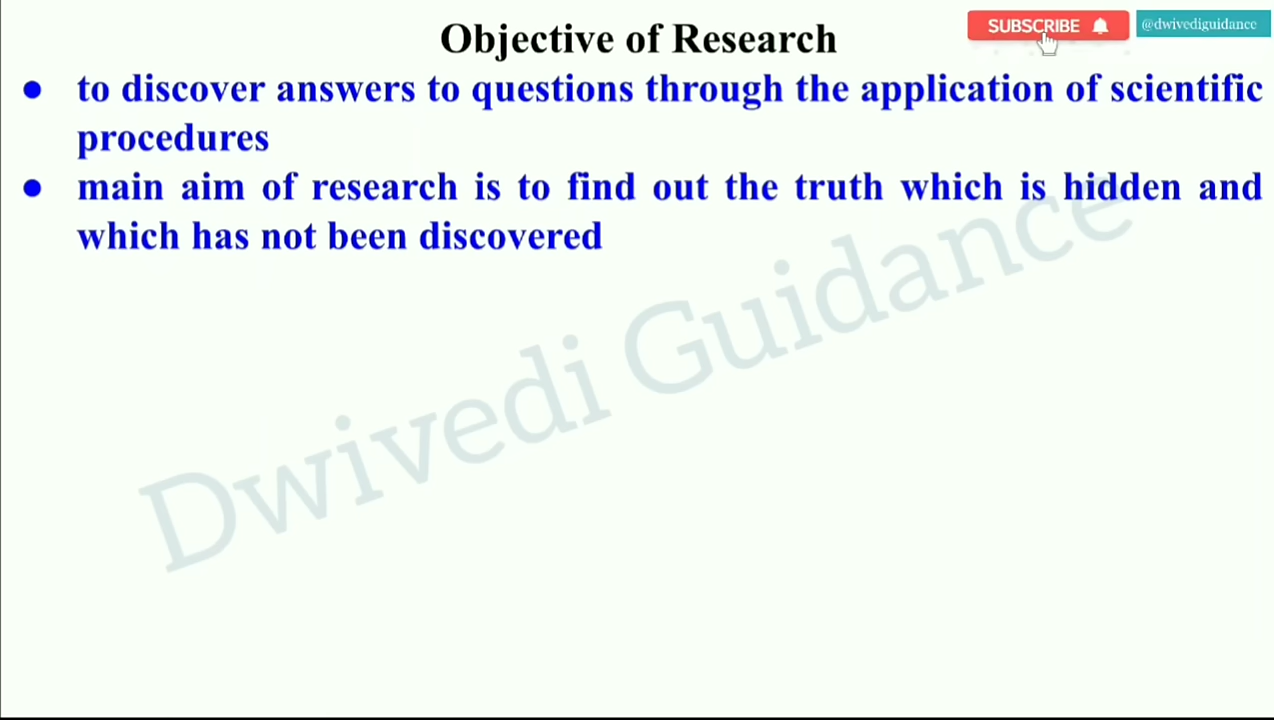 Objective of Research
SUBSCRIBE
@dwivediguidance
● to discover answers to questions through the application of scientific
procedures
● main aim of research is to find out the truth which is hidden and
which has not been discovered
Dwivedi Guidance